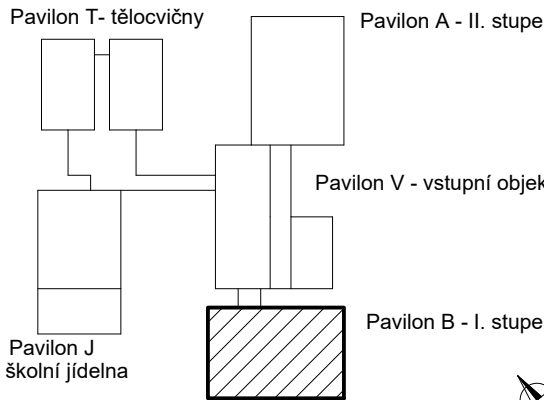 Pavilon T- tělocvičny
Pavilon A - II. stupe
Pavilon V - vstupní objek
Pavilon B - I. stupe
Pavilon J
školní jídelna